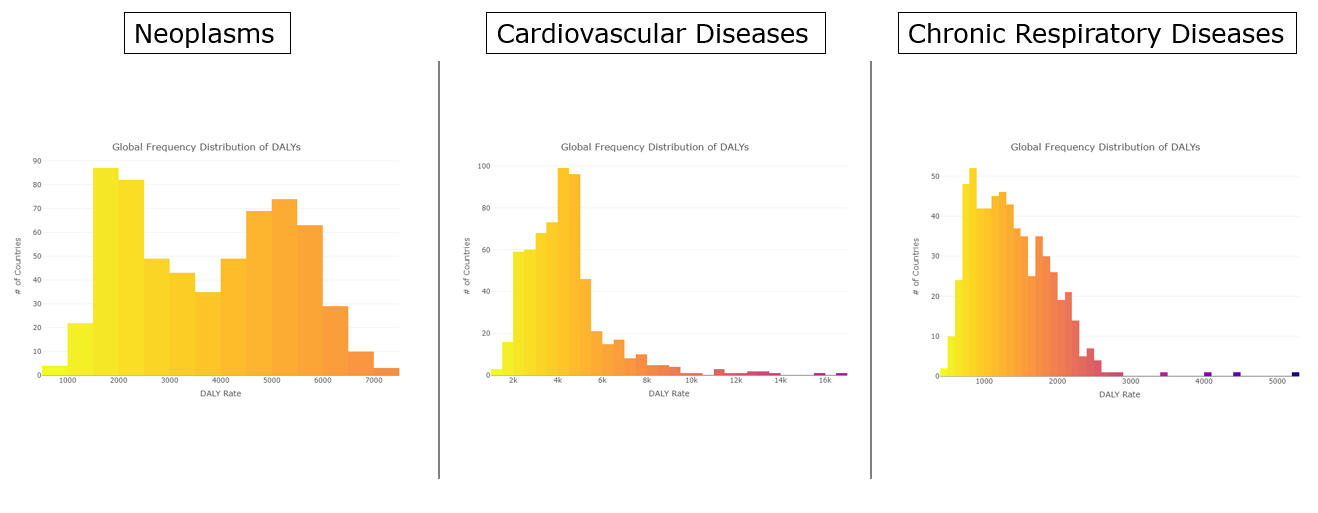 Neoplasms
Cardiovascular Diseases
Chronic Respiratory Diseases
Global Frequency Distribution of DALYs
# of Countries
90
80
70
60
50
40
30
20
10
0
1000 2000 3000 4000 5000 6000 7000
DALY Rate
Global Frequency Distribution of DALYs
# of Countries
100
80
60
40
20
0
2k 4k 6k 8k 10k 12k 14k 16k
DALY Rate
Global Frequency Distribution of DALYs
# of Countries
50
40
30
20
10
0
1000 2000 3000 4000 5000
DALY Rate